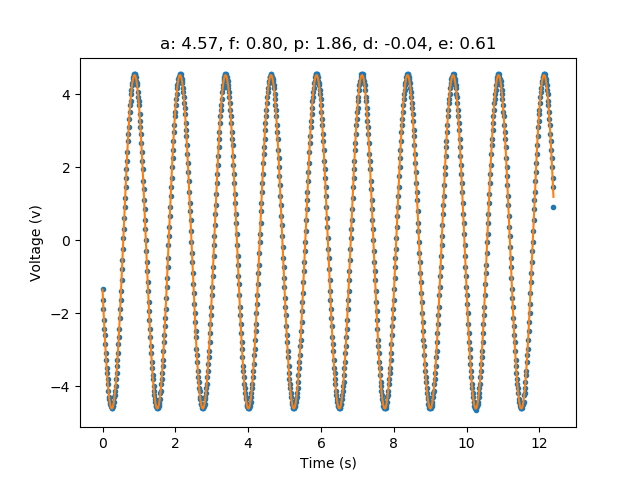 a: 4.57, f: 0.80, p: 1.86, d: -0.04, e: 0.61
4
2
0
−2
−4
Voltage (v)
0 2 4 6 8 10 12
Time (s)